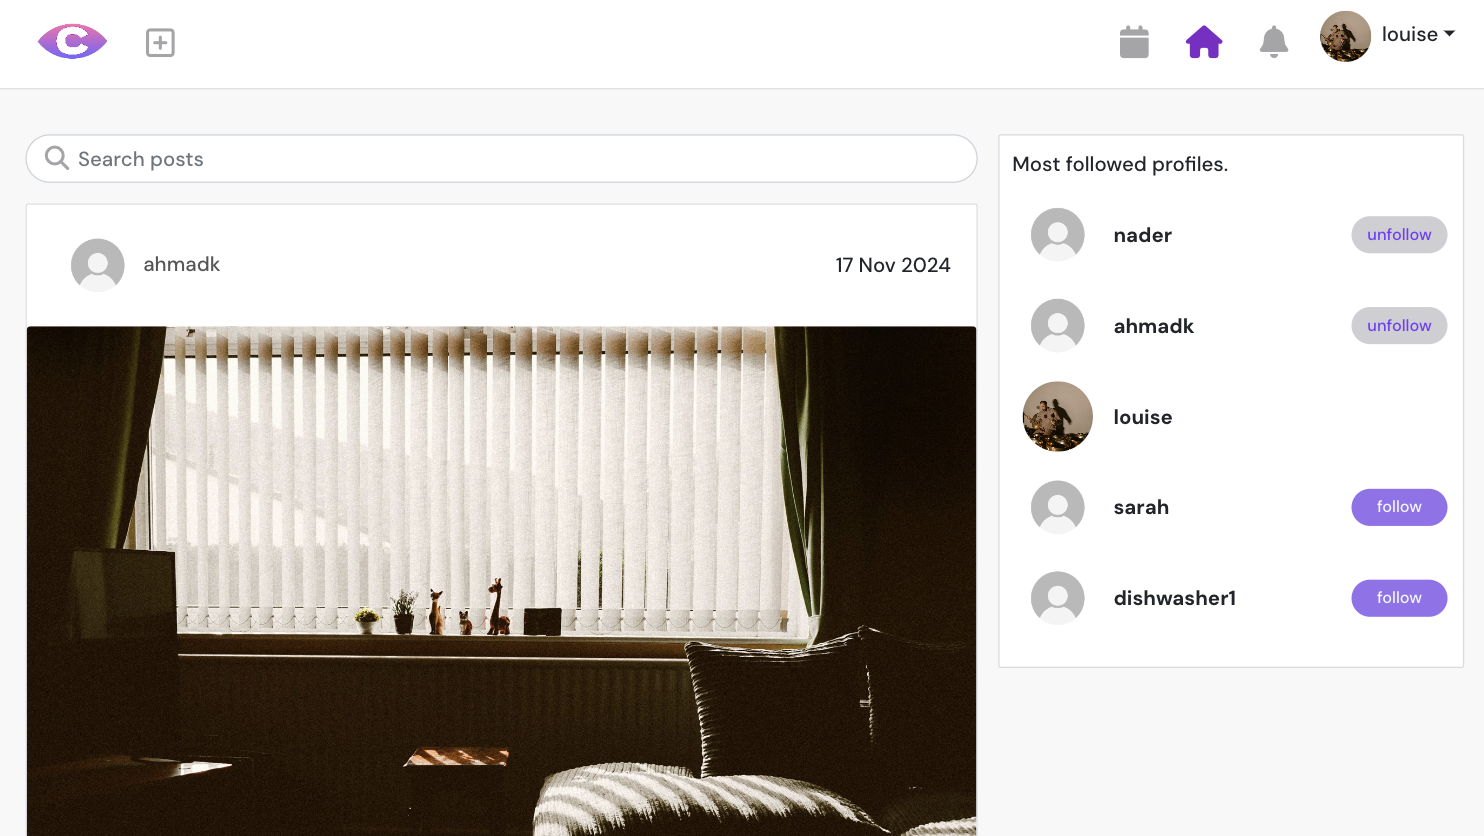 C
louise
Search posts
ahmadk
17 Nov 2024
Most followed profiles.
nader
unfollow
ahmadk
unfollow
louise
sarah
follow
dishwasher1
follow